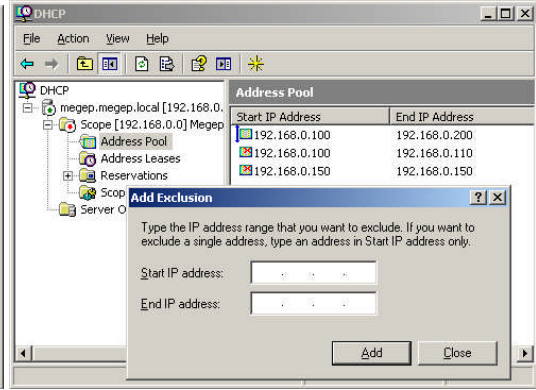 DHCP
File Action View Help
DHCP
megep.megep.local [192.168.0.
Scope [192.168.0.0] Megep
Address Pool
Address Leases
Reservations
Scop
Server O
Address Pool
Start IP Address End IP Address
192.168.0.100 192.168.0.200
192.168.0.100 192.168.0.110
192.168.0.150 192.168.0.150
Add Exclusion
Type the IP address range that you want to exclude. If you want to
exclude a single address, type an address in Start IP address only.
Start IP address:
End IP address:
Add Close